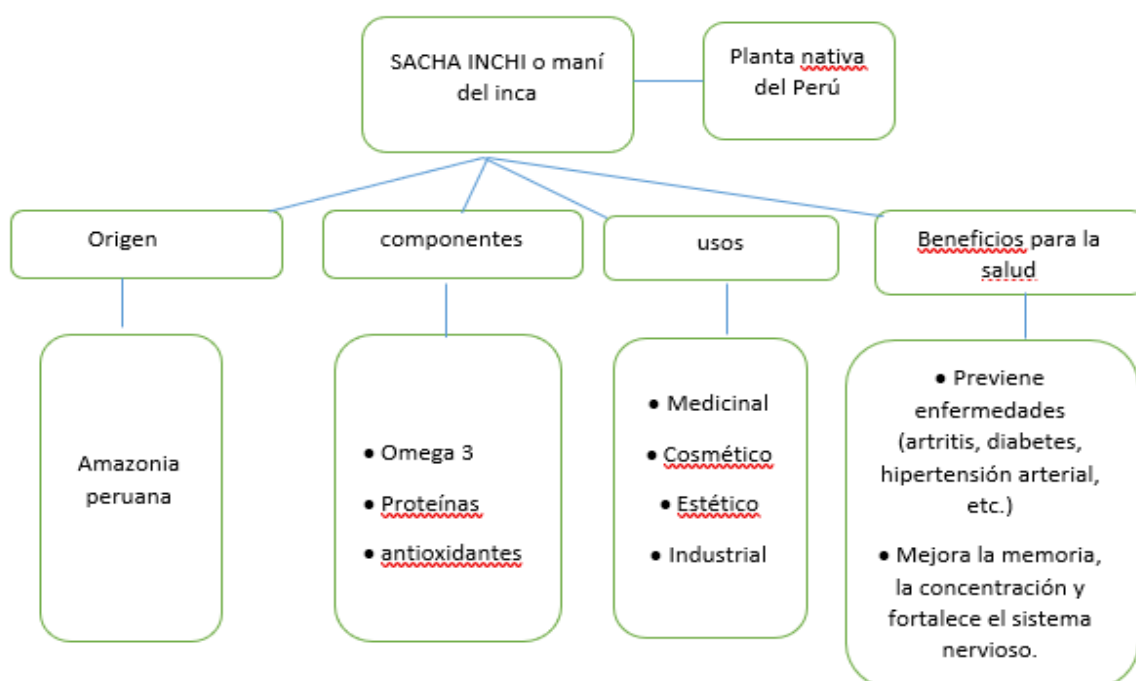 SACHA INCHI o maní
del inca
Planta nativa
del Perú
Origen
componentes
usos
Beneficios para la
salud
Amazonia
peruana
● Omega 3
● Proteínas
● antioxidantes
● Medicinal
● Cosmético
● Estético
● Industrial
● Previene
enfermedades
(artritis, diabetes,
hipertensión arterial,
etc.)
● Mejora la memoria,
la concentración y
fortalece el sistema
nervioso.